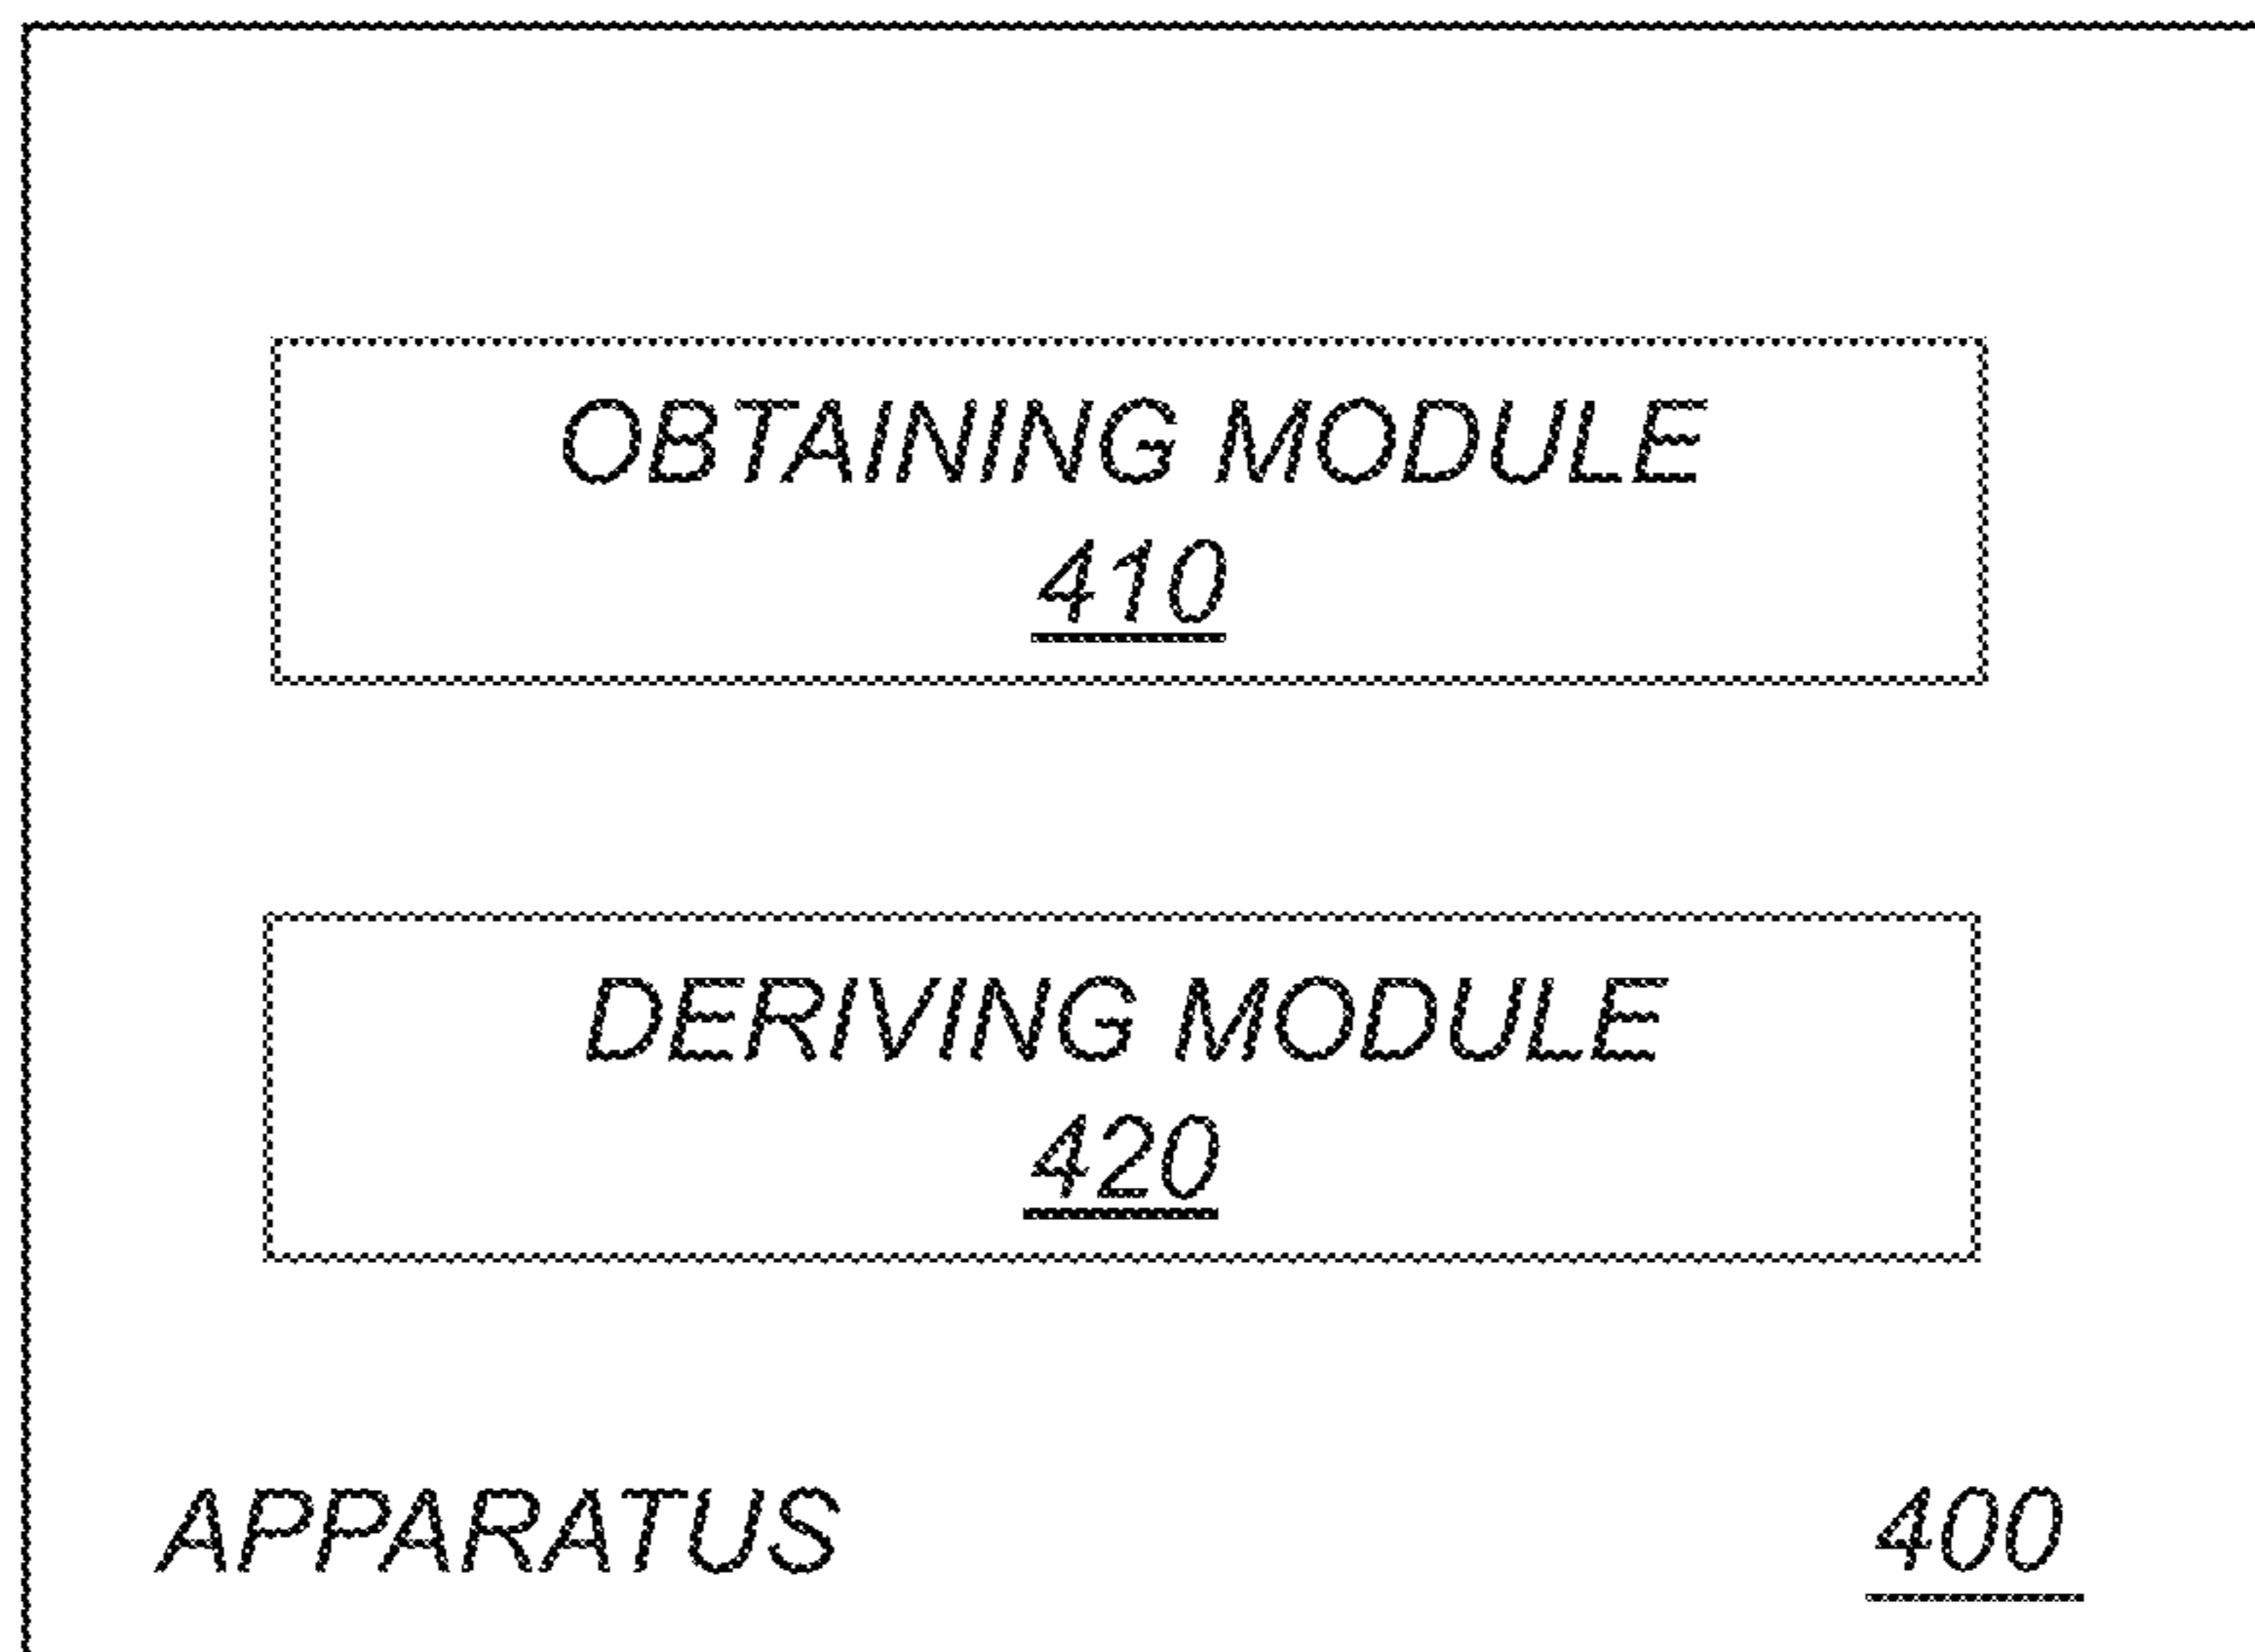 OBTAINING MODULE
410
DERIVING MODULE
420
APPARATUS 400